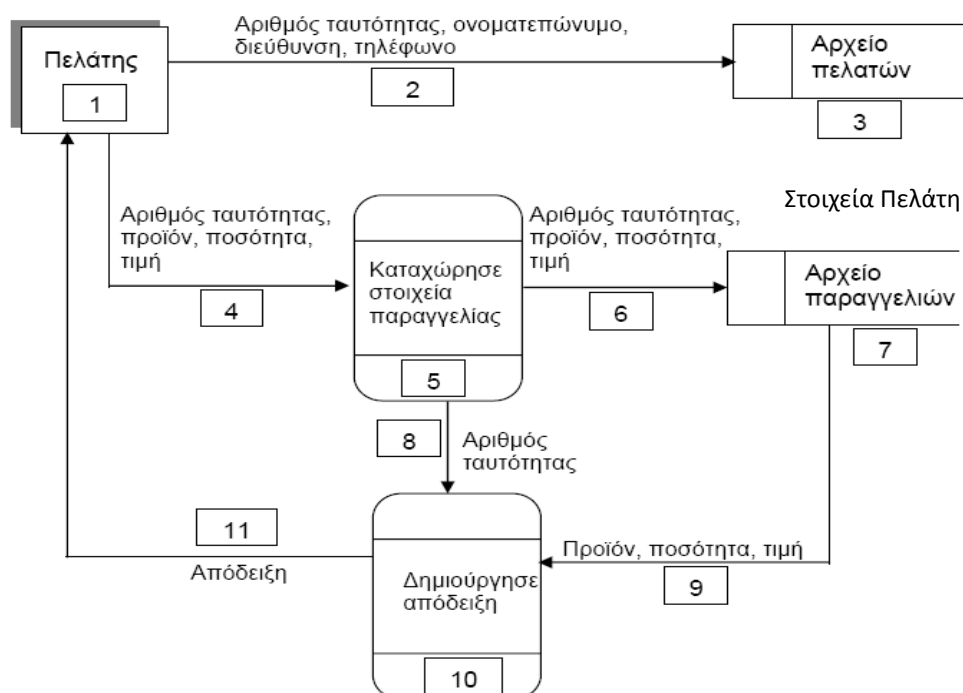 Αριθμός ταυτότητας, ονοματεπώνυμο,
διεύθυνση, τηλέφωνο
Πελάτης
1
2
Αρχείο
πελατών
3
Στοιχεία Πελάτη
Αριθμός ταυτότητας,
προϊόν, ποσότητα,
τιμή
4
Καταχώρησε
στοιχεία
παραγγελίας
5
Αριθμός ταυτότητας,
προϊόν, ποσότητα,
τιμή
6
Αρχείο
παραγγελιών
7
8
Αριθμός
ταυτότητας
11
Απόδειξη
Δημιούργησε
απόδειξη
10
Προϊόν, ποσότητα, τιμή
9